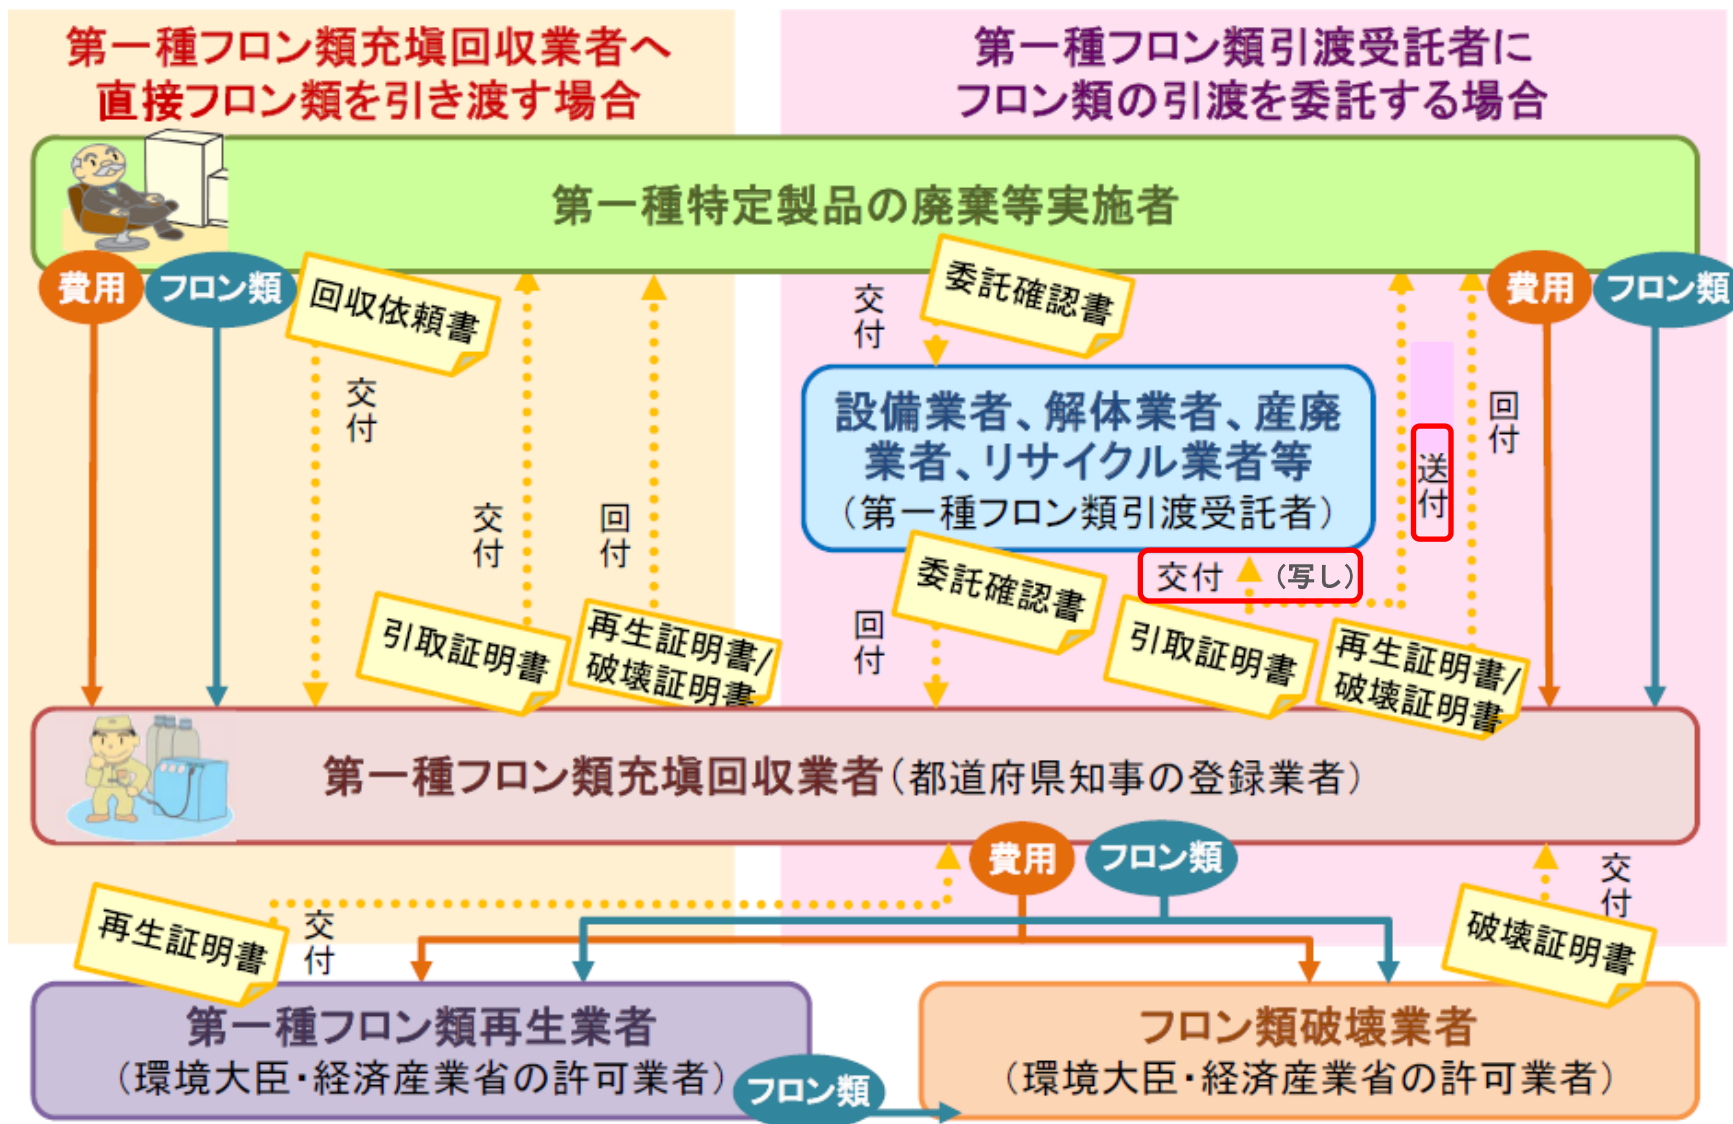 第一種フロン類充塡回収業者へ
直接フロン類を引き渡す場合
第一種フロン類引渡受託者に
フロン類の引渡を委託する場合
第一種特定製品の廃棄等実施者
費用
フロン類
回収依頼書
交付
交付
回付
引取証明書
再生証明書/
破壊証明書
委託確認書
交付
設備業者、解体業者、産廃
業者、リサイクル業者等
（第一種フロン類引渡受託者）
委託確認書
回付
交付
（写し）
引取証明書
送付
回付
再生証明書/
破壊証明書
費用
フロン類
第一種フロン類充塡回収業者（都道府県知事の登録業者）
費用
フロン類
再生証明書
交付
破壊証明書
交付
第一種フロン類再生業者
（環境大臣・経済産業省の許可業者）
フロン類
フロン類破壊業者
（環境大臣・経済産業省の許可業者）